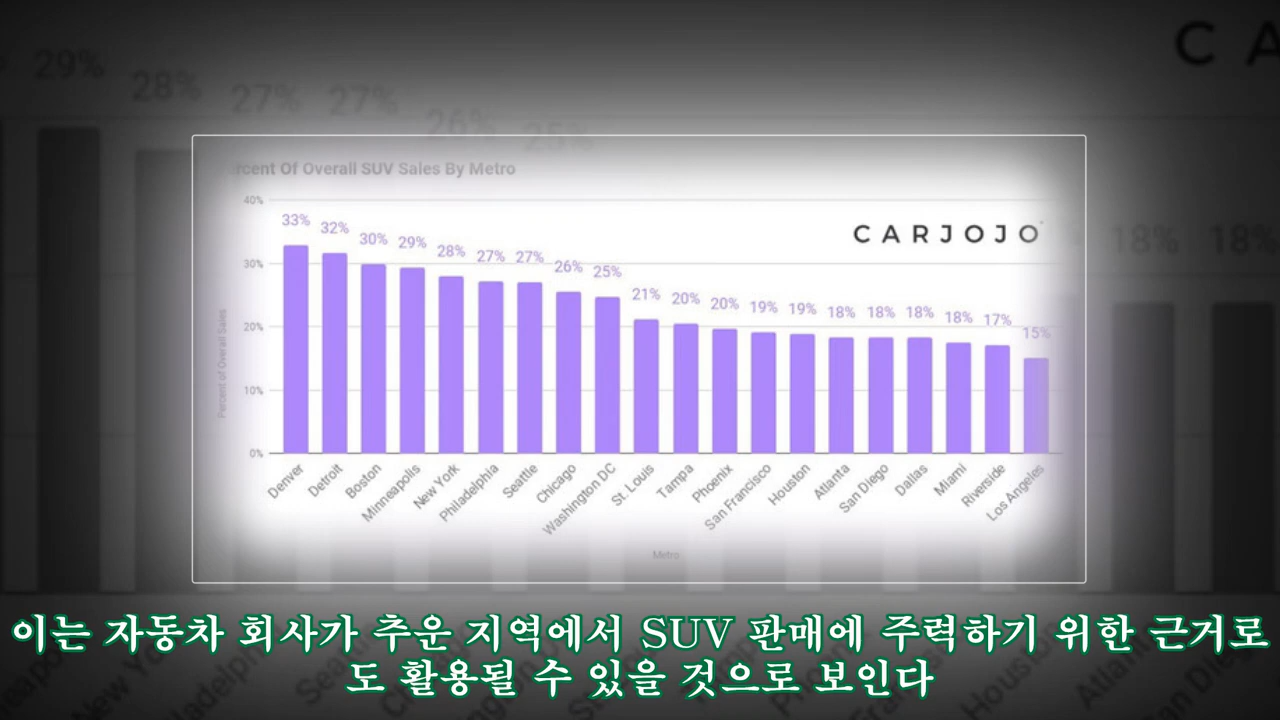 29%
28%
27%
27%
26%
25%
C A
rcent Of Overall SUV Sales By Metro
CARJOJO
40%
30%
20%
10%
0%
33%
32%
30%
29%
28%
27%
27%
26%
25%
21%
20%
20%
19%
19%
18%
18%
18%
18%
17%
15%
18%
18%
Percent of Overall Sales
Denver
Detroit
Boston
Minneapolis
New York
Philadelphia
Seattle
Chicago
Washington DC
St. Louis
Tampa
Phoenix
San Francisco
Houston
Atlanta
San Diego
Dallas
Miami
Riverside
Los Angeles
Metro
이는 자동차 회사가 추운 지역에서 SUV 판매에 주력하기 위한 근거로
도 활용될 수 있을 것으로 보인다